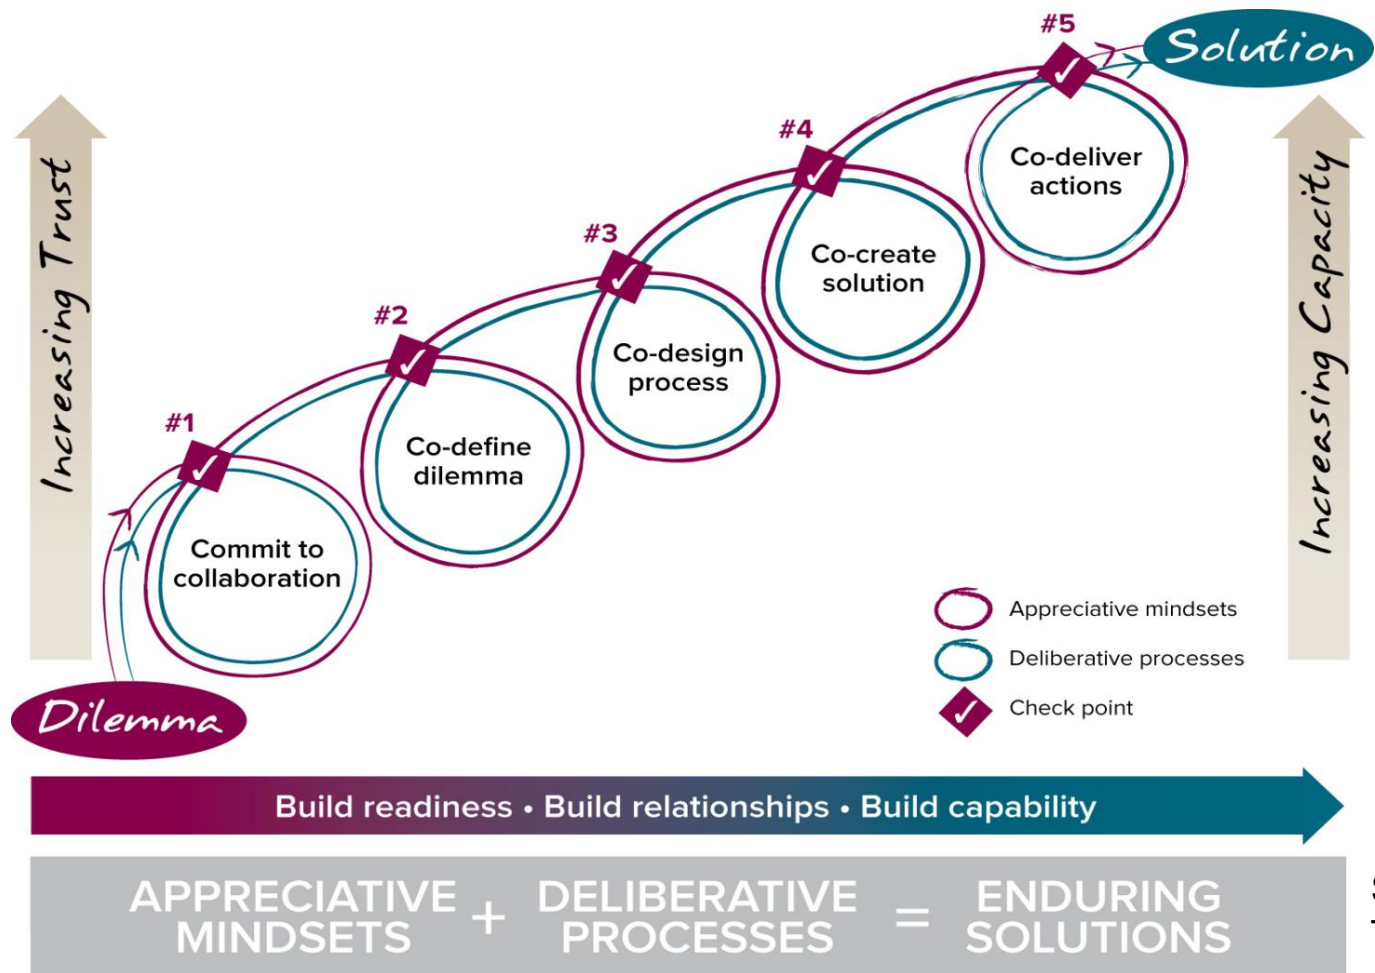 #5
Solution
#4
Co-deliver
actions
#3
Co-create
solution
#2
Co-design
process
#1
Co-define
dilemma
Commit to
collaboration
Increasing Trust
Increasing Capacity
Appreciative mindsets
Deliberative processes
Check point
Dilemma
Build readiness • Build relationships • Build capability
APPRECIATIVE
MINDSETS
+
DELIBERATIVE
PROCESSES
=
ENDURING
SOLUTIONS